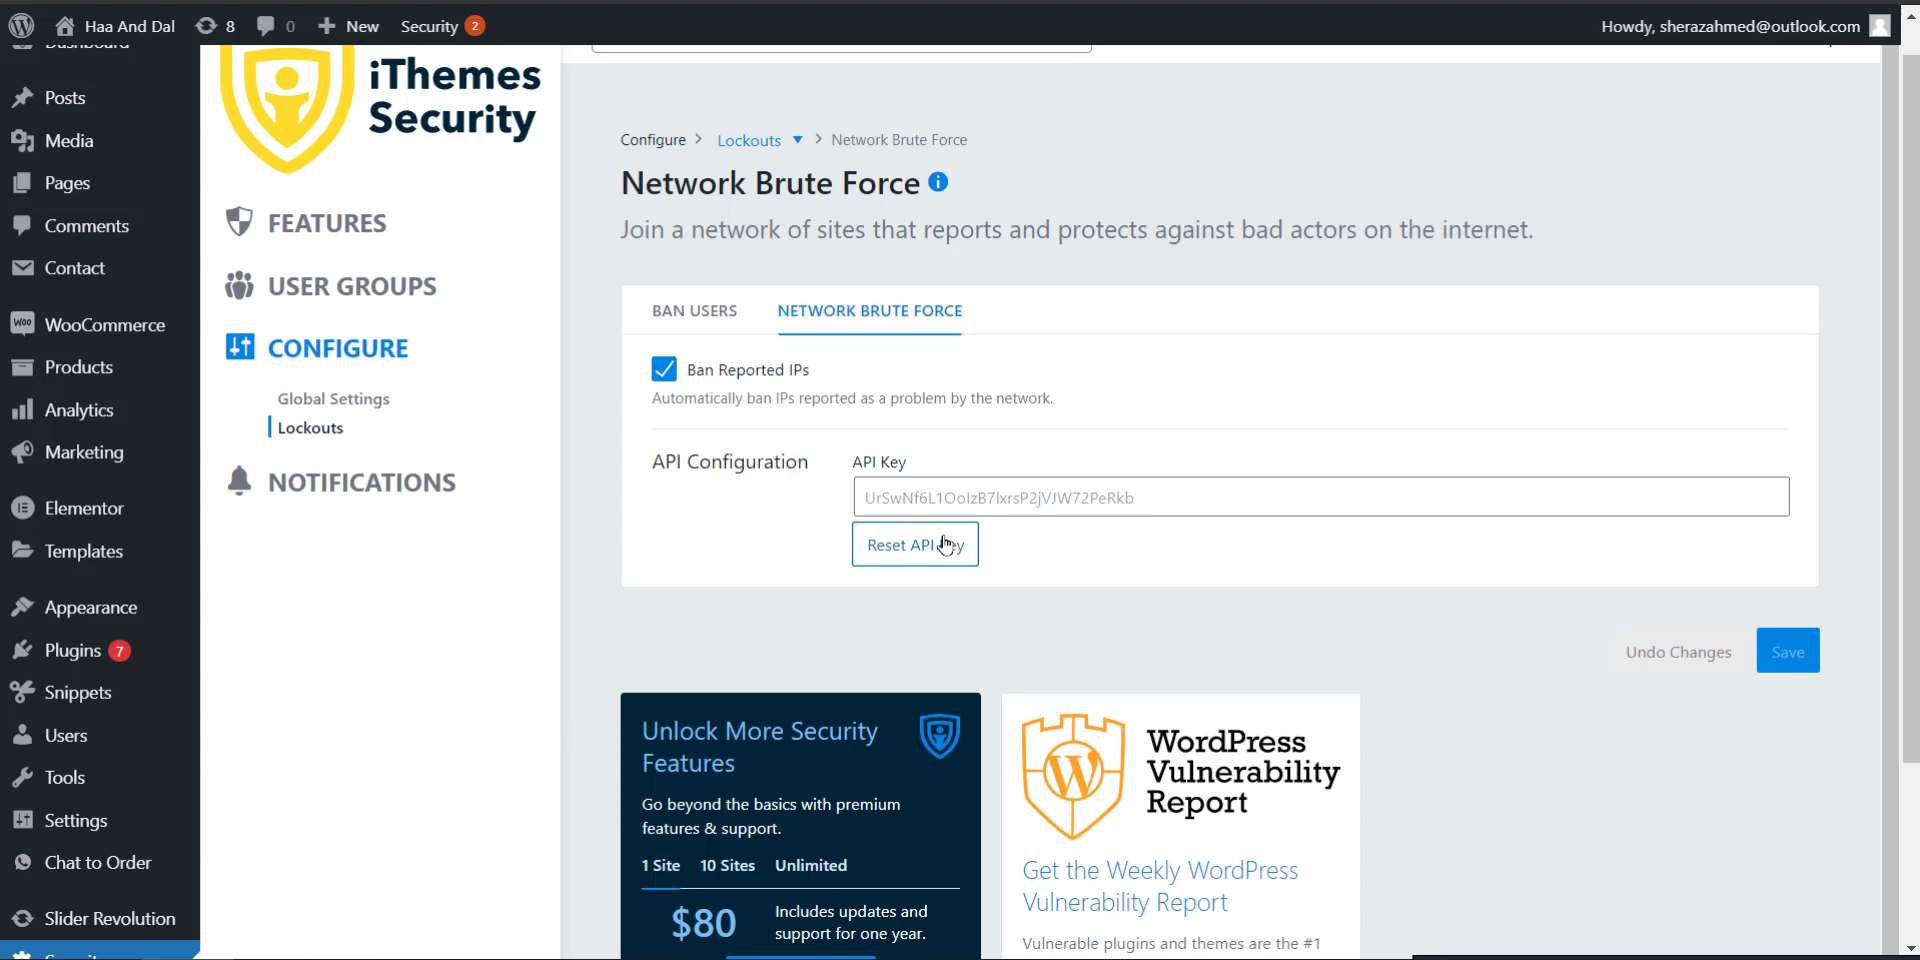 Haa And Dal
8
0
New
Security 2
Howdy, sherazahmed@outlook.com
Dashboard
Posts
Media
Pages
Comments
Contact
WooCommerce
Products
Analytics
Marketing
Elementor
Templates
Appearance
Plugins 7
Snippets
Users
Tools
Settings
Chat to Order
Slider Revolution
iThemes
Security
FEATURES
USER GROUPS
CONFIGURE
Global Settings
Lockouts
NOTIFICATIONS
Configure > Lockouts > Network Brute Force
Network Brute Force
Join a network of sites that reports and protects against bad actors on the internet.
BAN USERS
NETWORK BRUTE FORCE
Ban Reported IPs
Automatically ban IPs reported as a problem by the network.
API Configuration
API Key
Reset API
Undo Changes
Save
Unlock More Security
Features
Go beyond the basics with premium
features & support.
1 Site 10 Sites Unlimited
$80
Includes updates and
support for one year.
WordPress
Vulnerability
Report
Get the Weekly WordPress
Vulnerability Report
Vulnerable plugins and themes are the #1